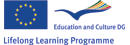 Education and Culture DG
Lifelong Learning Programme